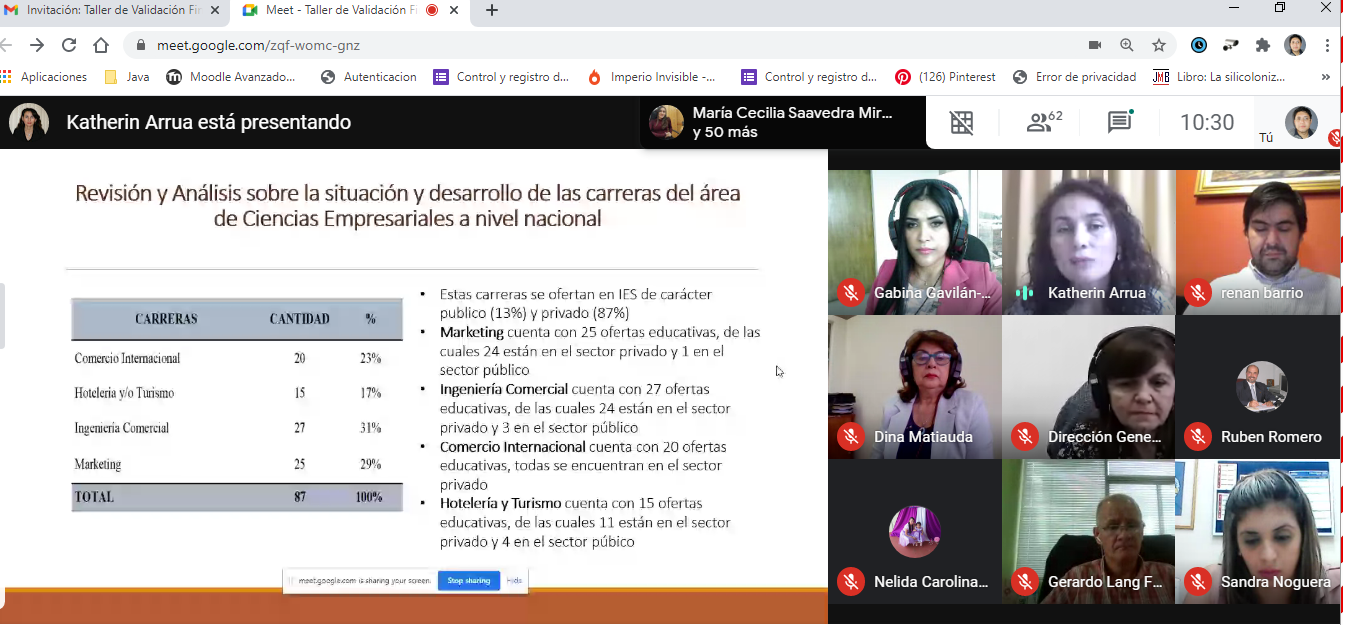 Invitación: Taller de Validación Fir
Meet - Taller de Validación Fi
meet.google.com/zqf-womc-gnz
Aplicaciones
Java
Moodle Avanzado...
Autenticacion
Control y registro d...
Imperio Invisible -...
Control y registro d...
(126) Pinterest
Error de privacidad
JMB
Libro: La silicoloniz...
»
Katherin Arrua está presentando
María Cecilia Saavedra Mir...
y 50 más
62
10:30
Tú
Revisión y Análisis sobre la situación y desarrollo de las carreras del área
de Ciencias Empresariales a nivel nacional
CARRERAS CANTIDAD %
Comercio Internacional 20 23%
Hotelería y/o Turismo 15 17%
Ingeniería Comercial 27 31%
Marketing 25 29%
TOTAL 87 100%
• Estas carreras se ofertan en IES de carácter
publico (13%) y privado (87%)
• Marketing cuenta con 25 ofertas educativas, de las
cuales 24 están en el sector privado y 1 en el
sector público
• Ingeniería Comercial cuenta con 27 ofertas
educativas, de las cuales 24 están en el sector
privado y 3 en el sector público
• Comercio Internacional cuenta con 20 ofertas
educativas, todas se encuentran en el sector
privado
• Hotelería y Turismo cuenta con 15 ofertas
educativas, de las cuales 11 están en el sector
privado y 4 en el sector púbico
meet.google.com is sharing your screen.
Stop sharing
Hide
Gabina Gavilán-...
Katherin Arrua
renan barrio
Dina Matiauda
Dirección Gene...
Ruben Romero
Nelida Carolina...
Gerardo Lang F...
Sandra Noguera